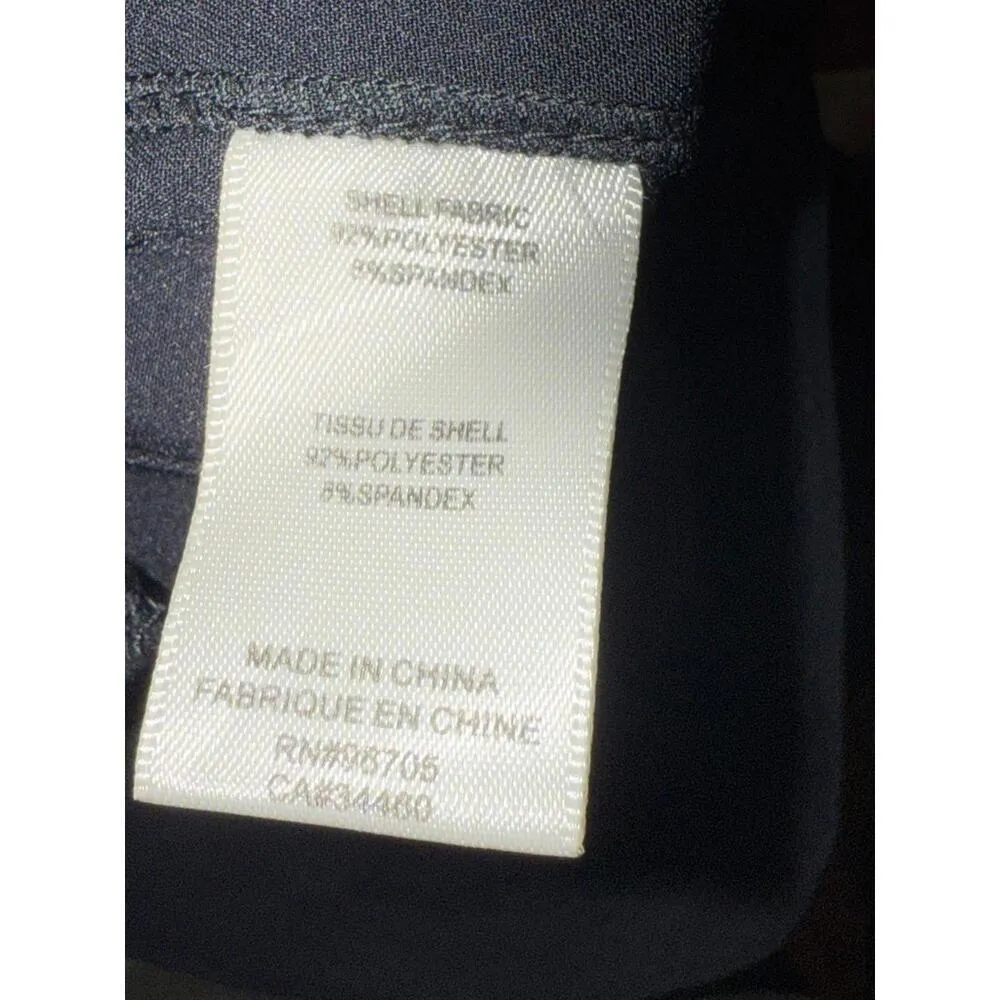 SHELL FABRIC
92%POLYESTER
8%SPANDEX
TISSU DE SHELL
92%POLYESTER
8%SPANDEX
MADE IN CHINA
FABRIQUE EN CHINE
RN#96705
CA#34460